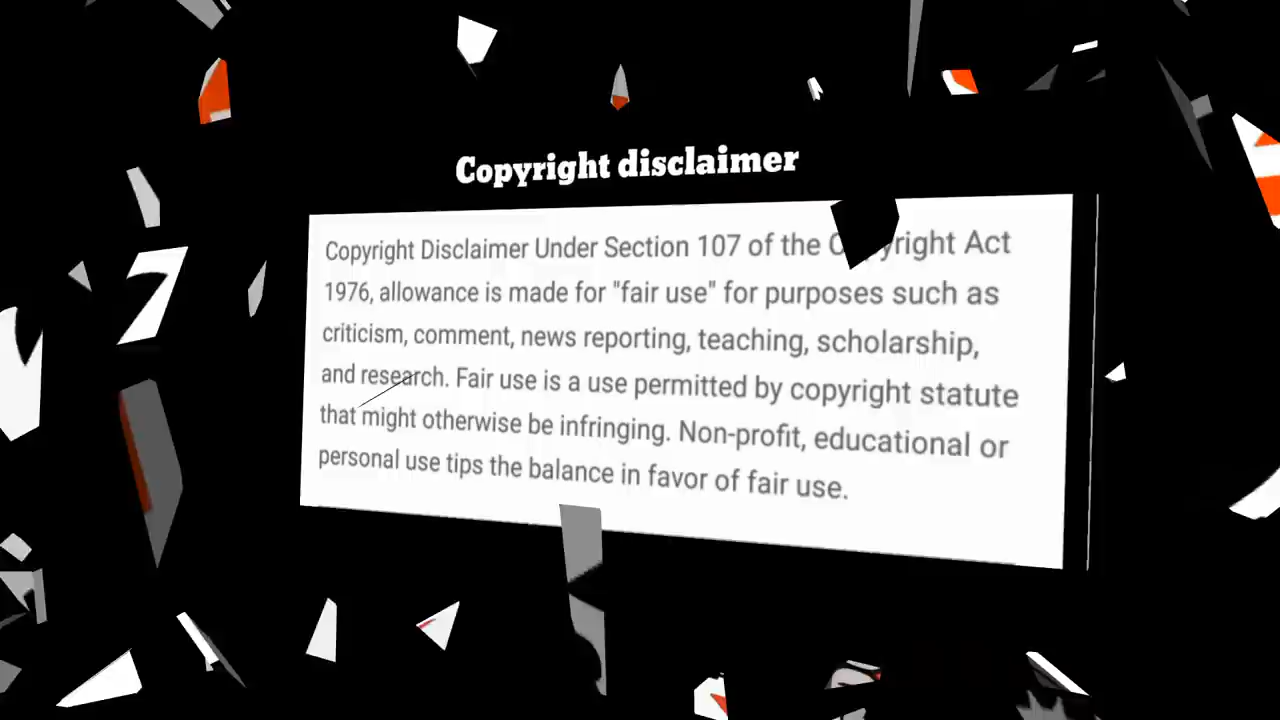 Copyright disclaimer
Copyright Disclaimer Under Section 107 of the Act
1976, allowance is made for "fair use" for purposes such as
criticism, comment, news reporting, teaching, scholarship,
and research. Fair use is a use permitted by copyright statute
that might otherwise be infringing. Non-profit, educational or
personal use tips the balance in favor of fair use.